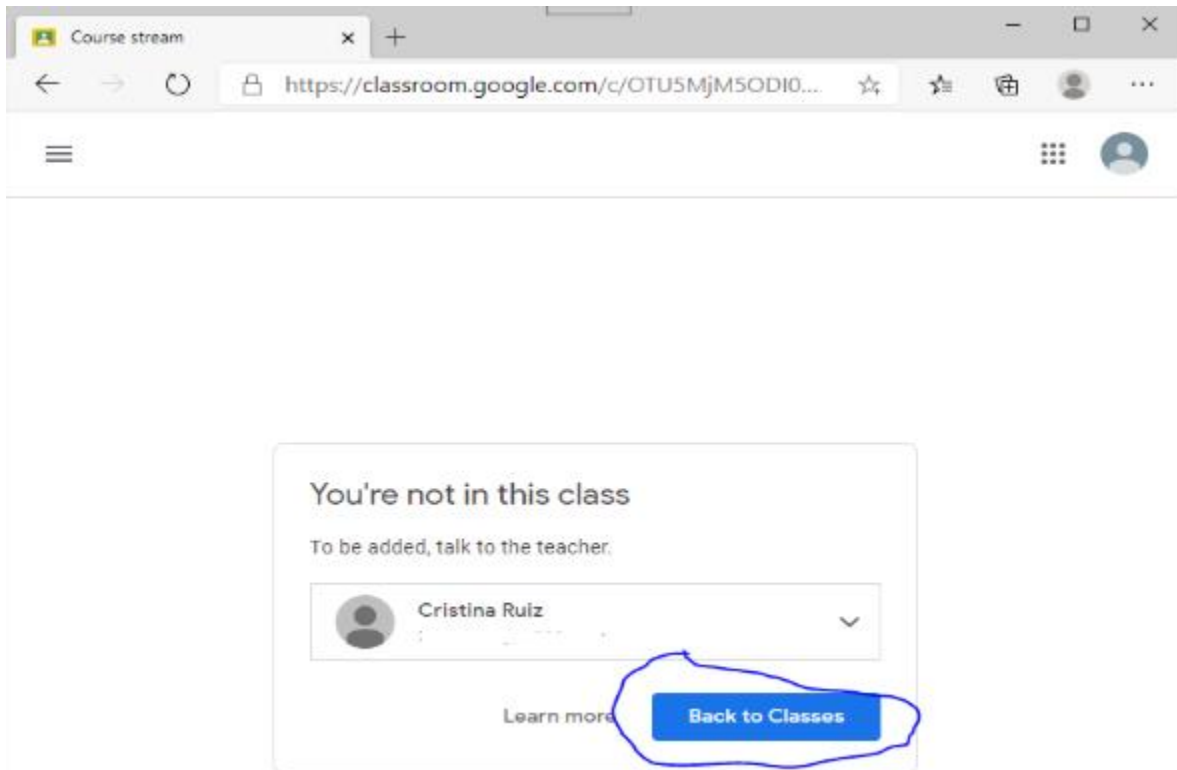 Course stream
https://classroom.google.com/c/OTU5MjM5ODI0...
You're not in this class
To be added, talk to the teacher.
Cristina Ruiz
Learn more
Back to Classes